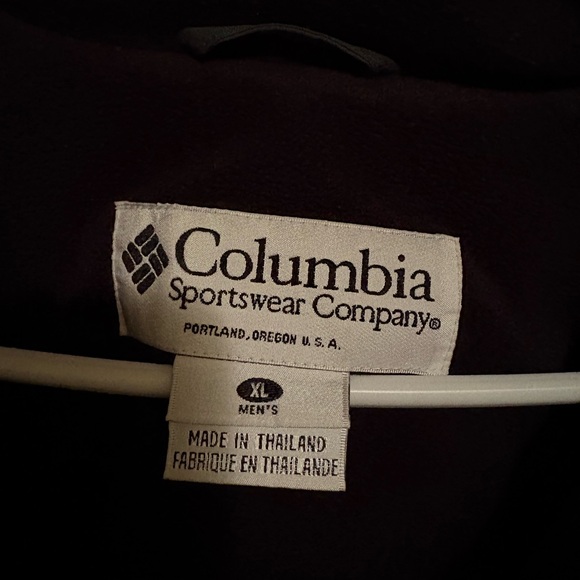 Columbia
Sportswear Company®
PORTLAND, OREGON U.S.A.
XL
MEN'S
MADE IN THAILAND
FABRIQUE EN THAILANDE